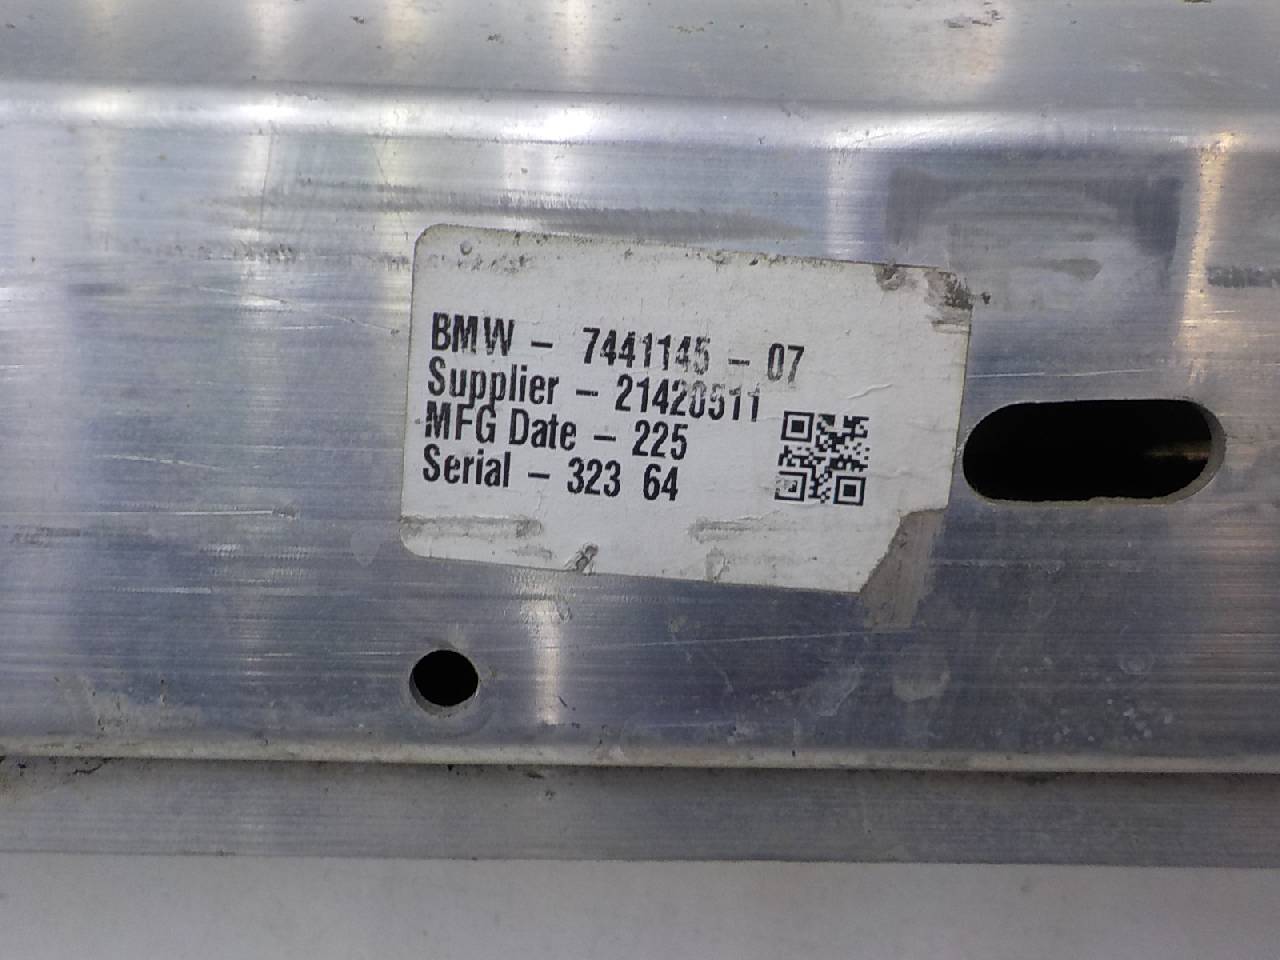 BMW - 7441145 - 07
Supplier - 21420511
MFG Date - 225
Serial - 323 64